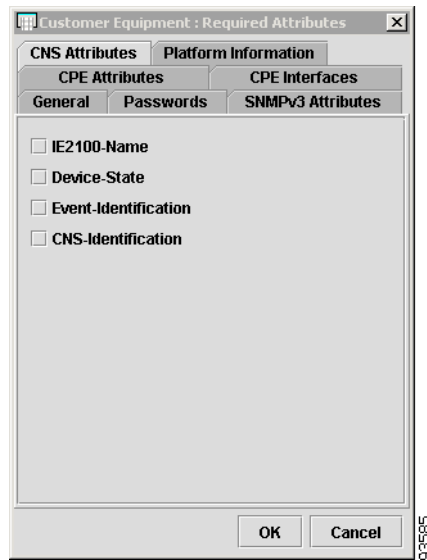 Customer Equipment : Required Attributes
CNS Attributes Platform Information
CPE Attributes CPE Interfaces
General Passwords SNMPv3 Attributes
IE2100-Name
Device-State
Event-Identification
CNS-Identification
OK Cancel
93585